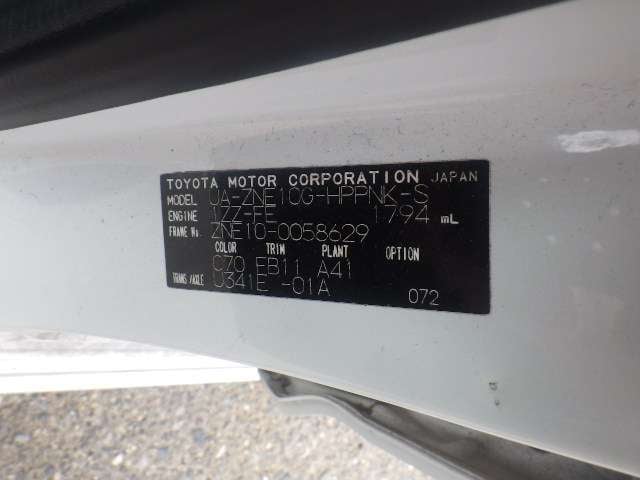 TOYOTA MOTOR CORPORATION JAPAN
MODEL UA-ZNE10G-HPPNK-S
ENGINE 1ZZ-FE 1794 mL
FRAME No. ZNE10-0058629
COLOR TRIM PLANT OPTION
C70 EB11 A41
TRANS/AXLE U341E -01A
072